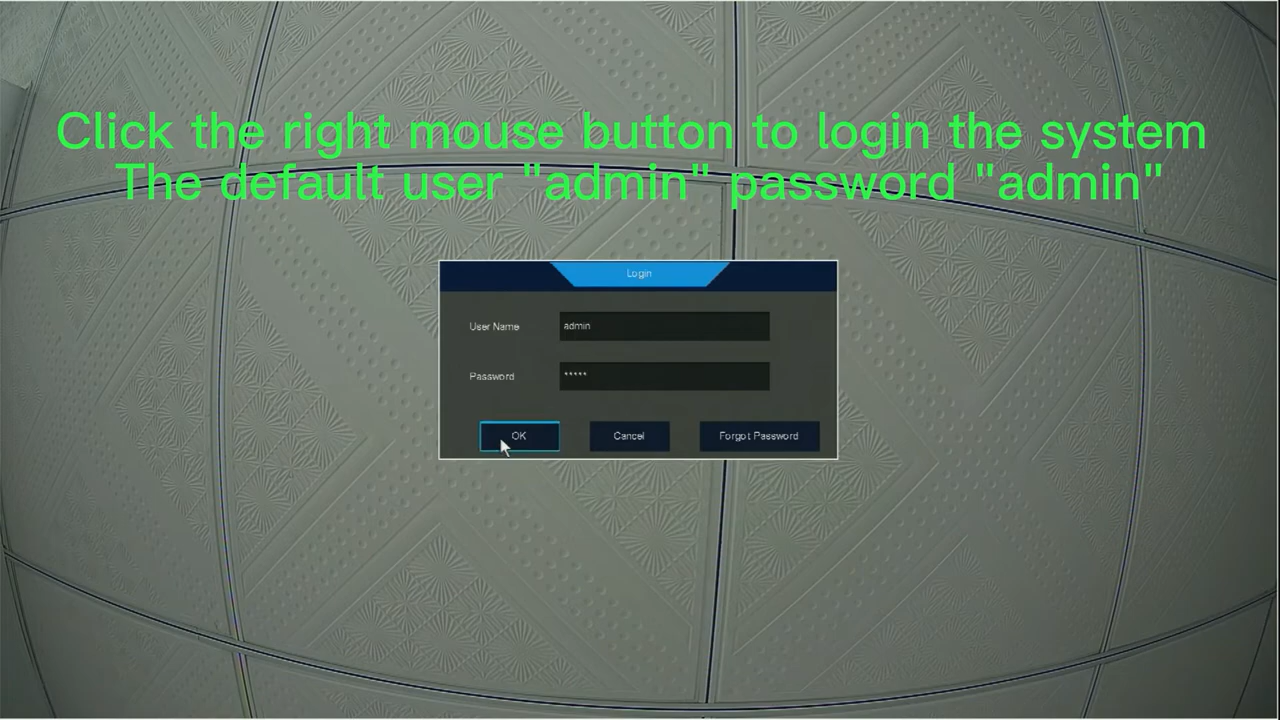 Click the right mouse button to login the system
The default user "admin" password "admin"
Login
User Name admin
Password *****
OK Cancel Forgot Password